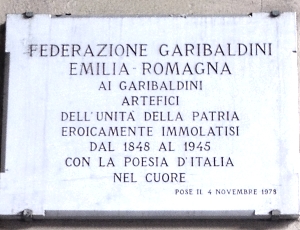 FEDERAZIONE GARIBALDINI
EMILIA-ROMAGNA
AI GARIBALDINI
ARTEFICI
DELL'UNITA' DELLA PATRIA
EROICAMENTE IMMOLATISI
DAL 1848 AL 1945
CON LA POESIA D'ITALIA
NEL CUORE
POSE IL 4 NOVEMBRE 1978